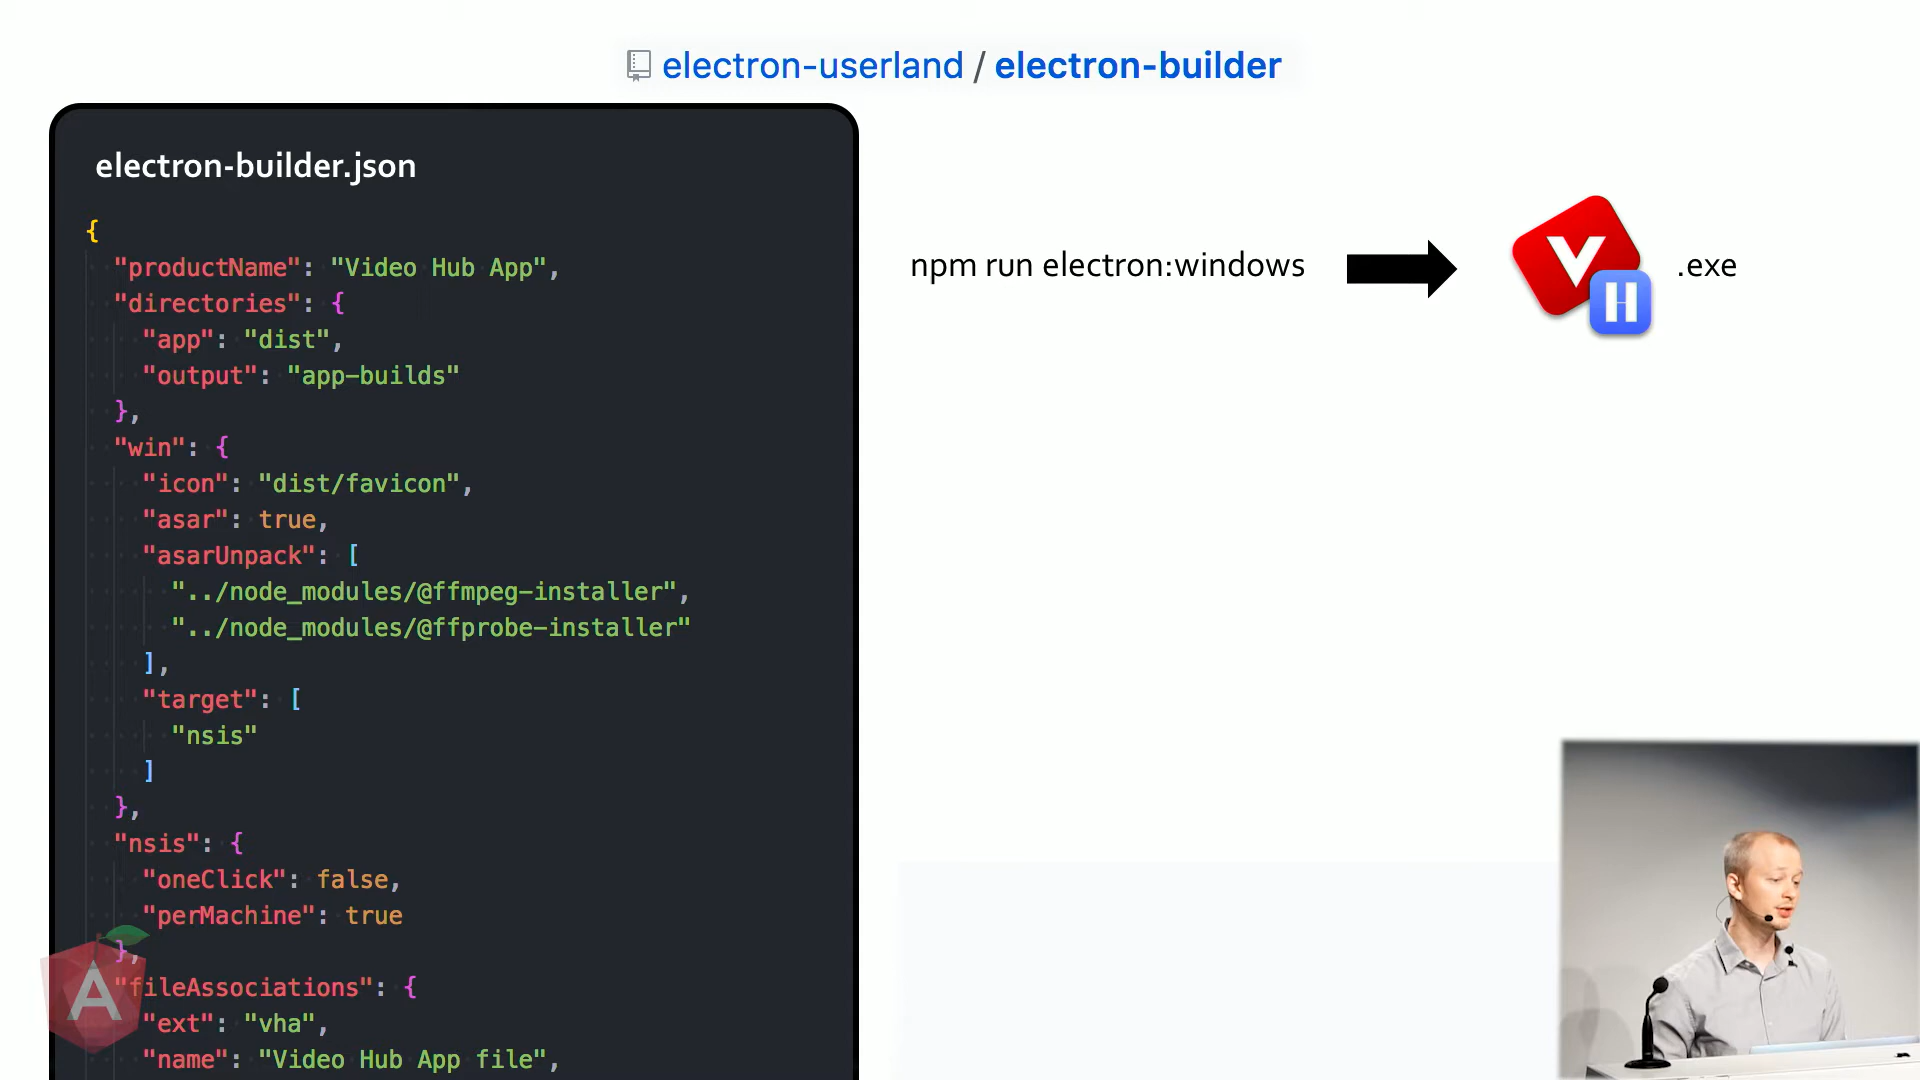 electron-userland / electron-builder
electron-builder.json
{
"productName": "Video Hub App",
"directories": {
"app": "dist",
"output": "app-builds"
},
"win": {
"icon": "dist/favicon",
"asar": true,
"asarUnpack": [
"../node_modules/@ffmpeg-installer",
"../node_modules/@ffprobe-installer"
],
"target": [
"nsis"
]
},
"nsis": {
"oneClick": false,
"perMachine": true
},
"fileAssociations": {
"ext": "vha",
"name": "Video Hub App file",
npm run electron:windows
V
H
.exe
A